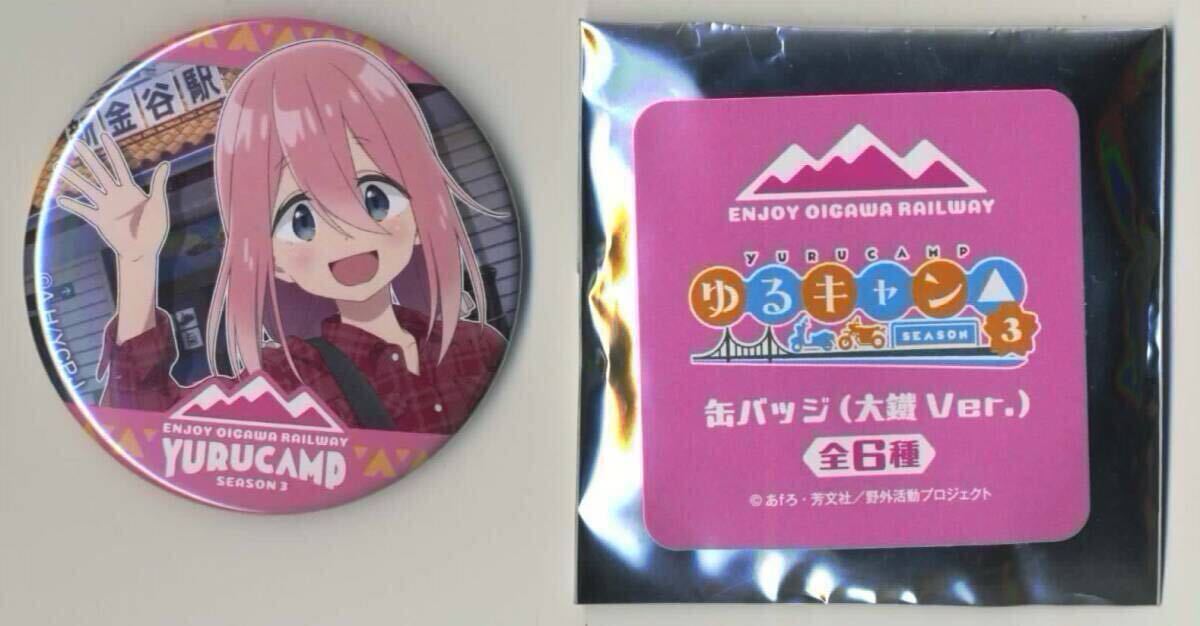 新金谷駅
ENJOY OIGAWA RAILWAY
YURUCAMP
SEASON 3
ENJOY OIGAWA RAILWAY
YURUCAMP
ゆるキャン△
SEASON 3
缶バッジ(大鐵 Ver.)
全6種
©あfろ・芳文社/野外活動プロジェクト